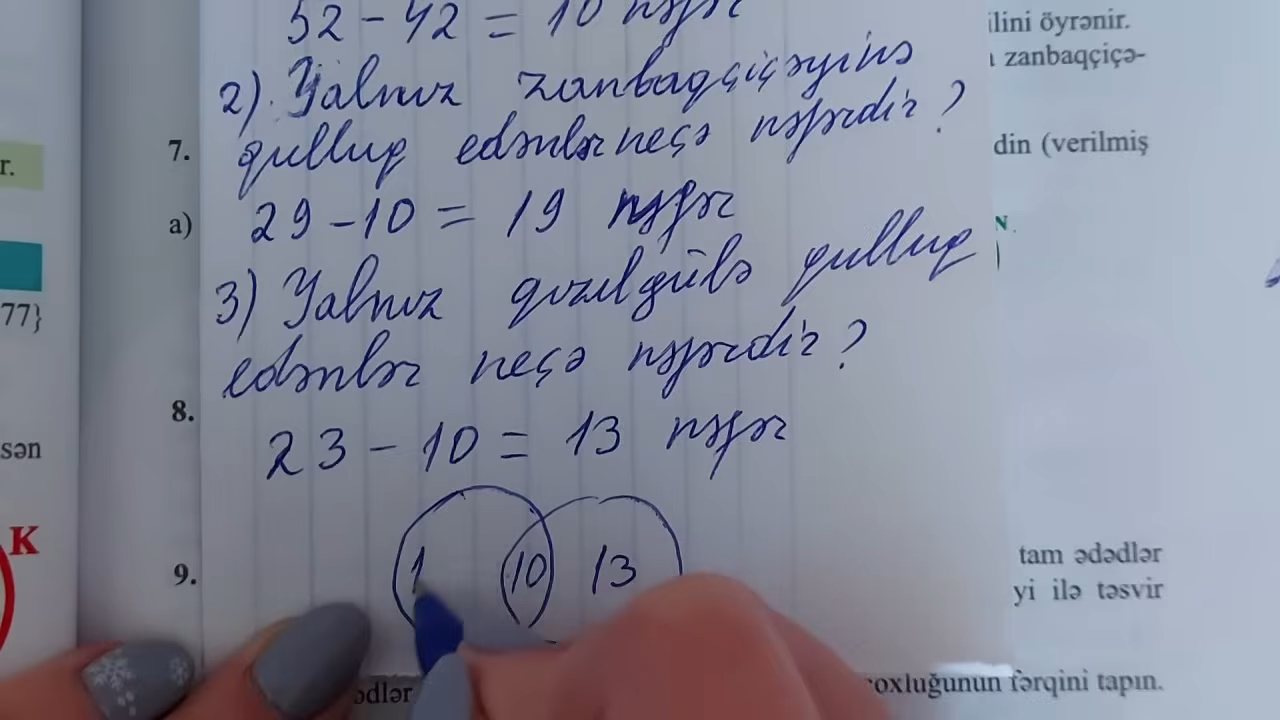 52 - 42 = 10 nəfər
ilini öyrənir.
zanbaqçiçə-
2) Yalnız zanbaqçiçəyinə
qulluq edənlər neçə nəfərdir?
7.
din (verilmiş
r.
a)
29 - 10 = 19 nəfər
N
3) Yalnız qızılgülə qulluq
edənlər neçə nəfərdir?
77}
8.
sən
23 - 10 = 13 nəfər
K
9.
1 10 13
tam ədədlər
yi ilə təsvir
ədlər
çoxluğunun fərqini tapın.